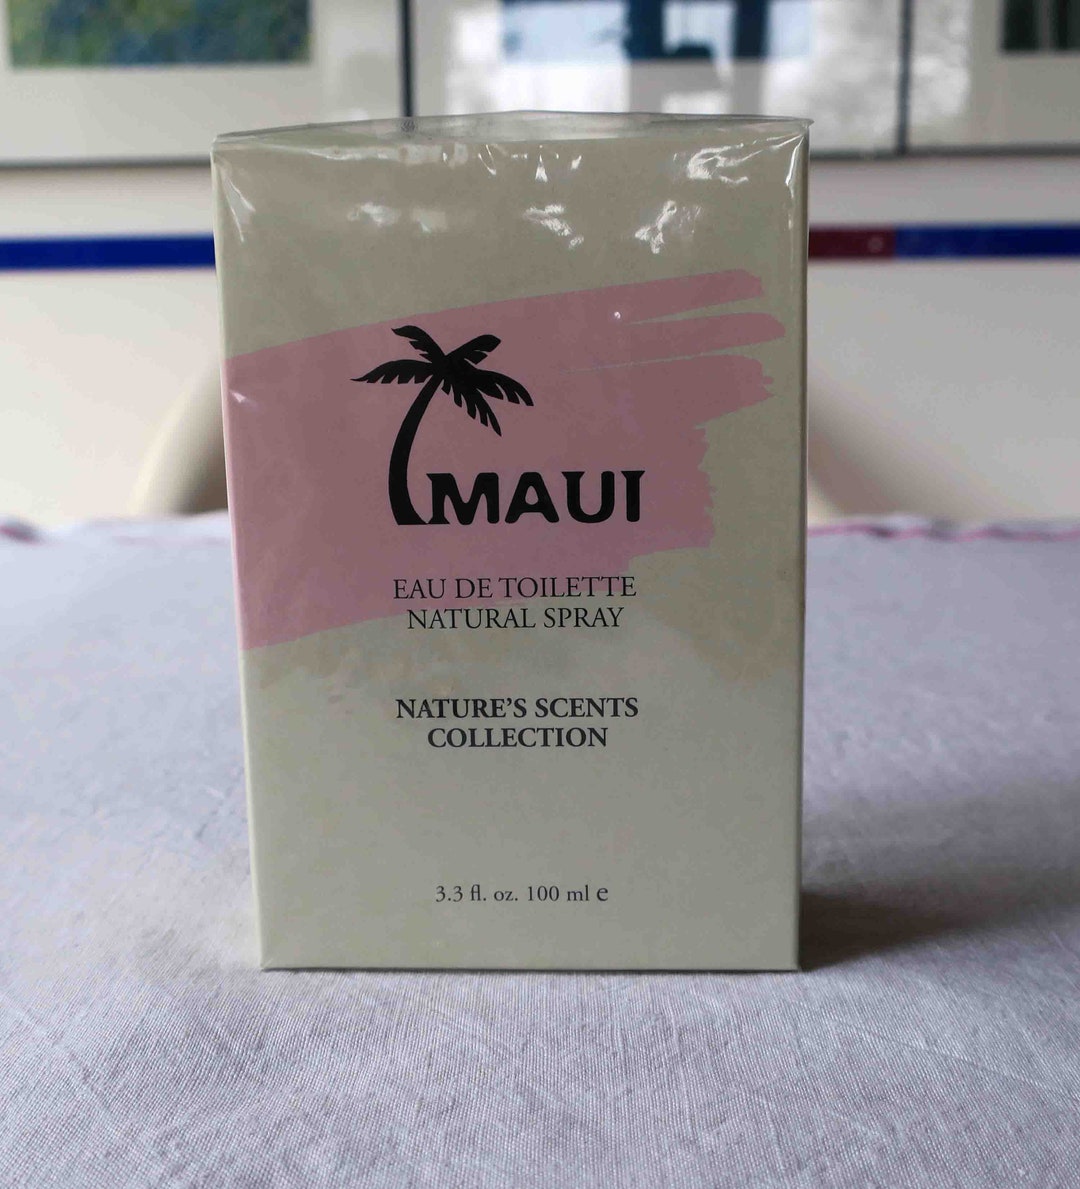 MAUI
EAU DE TOILETTE
NATURAL SPRAY
NATURE'S SCENTS
COLLECTION
3.3 fl. oz. 100 ml ℮